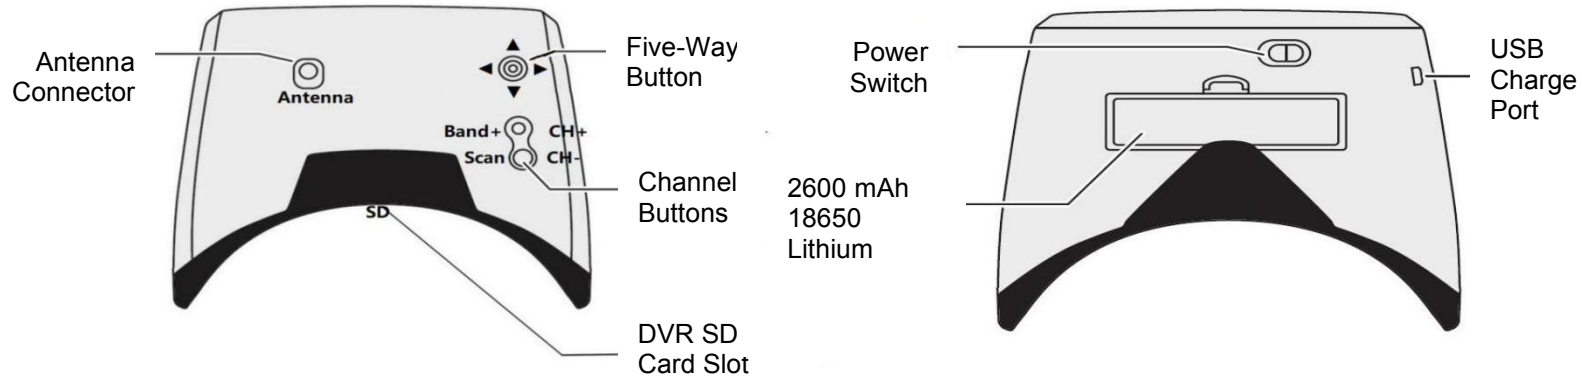 Antenna
Connector
Antenna
Five-Way
Button
Band+ CH+
Scan CH-
Channel
Buttons
SD
DVR SD
Card Slot
Power
Switch
USB
Charge
Port
2600 mAh
18650
Lithium